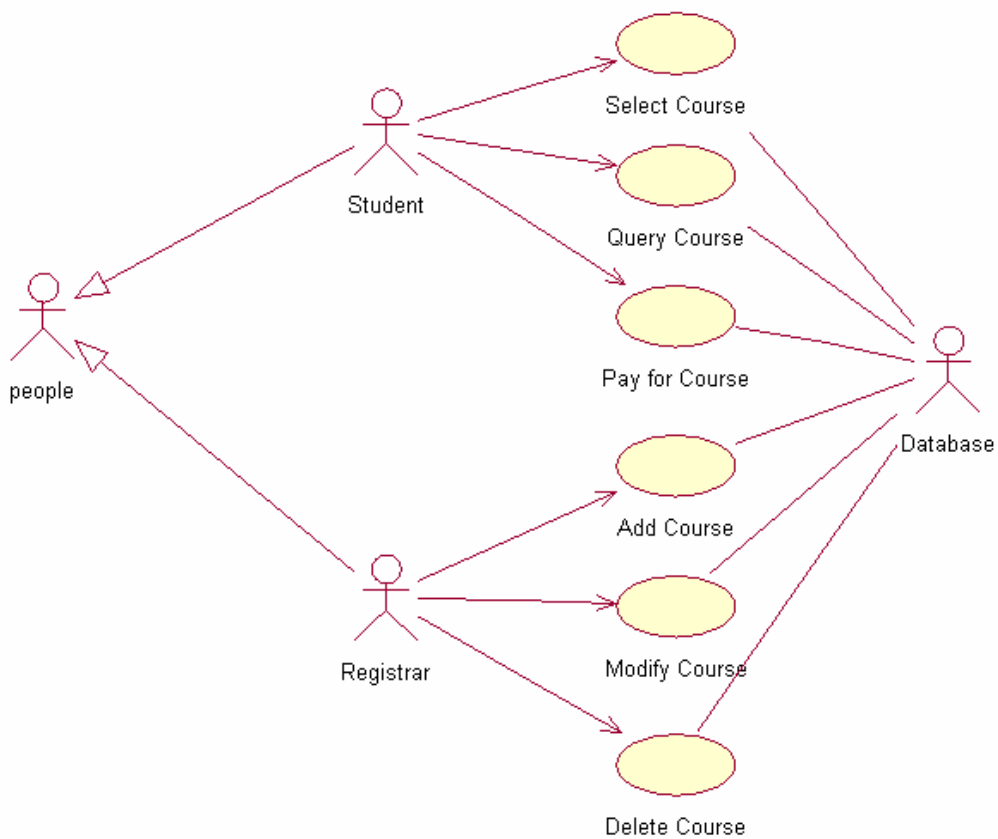 Select Course
Student
Query Course
people
Pay for Course
Database
Add Course
Registrar
Modify Course
Delete Course